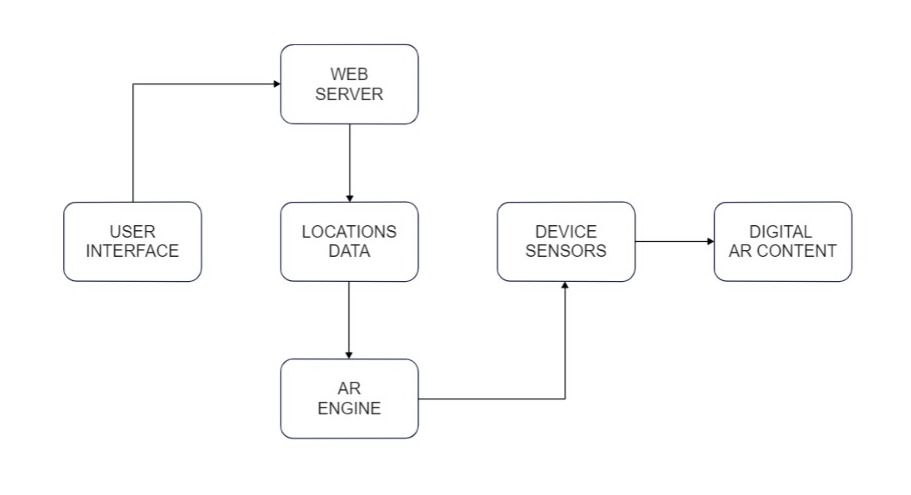 WEB
SERVER
USER
INTERFACE
LOCATIONS
DATA
DEVICE
SENSORS
DIGITAL
AR CONTENT
AR
ENGINE